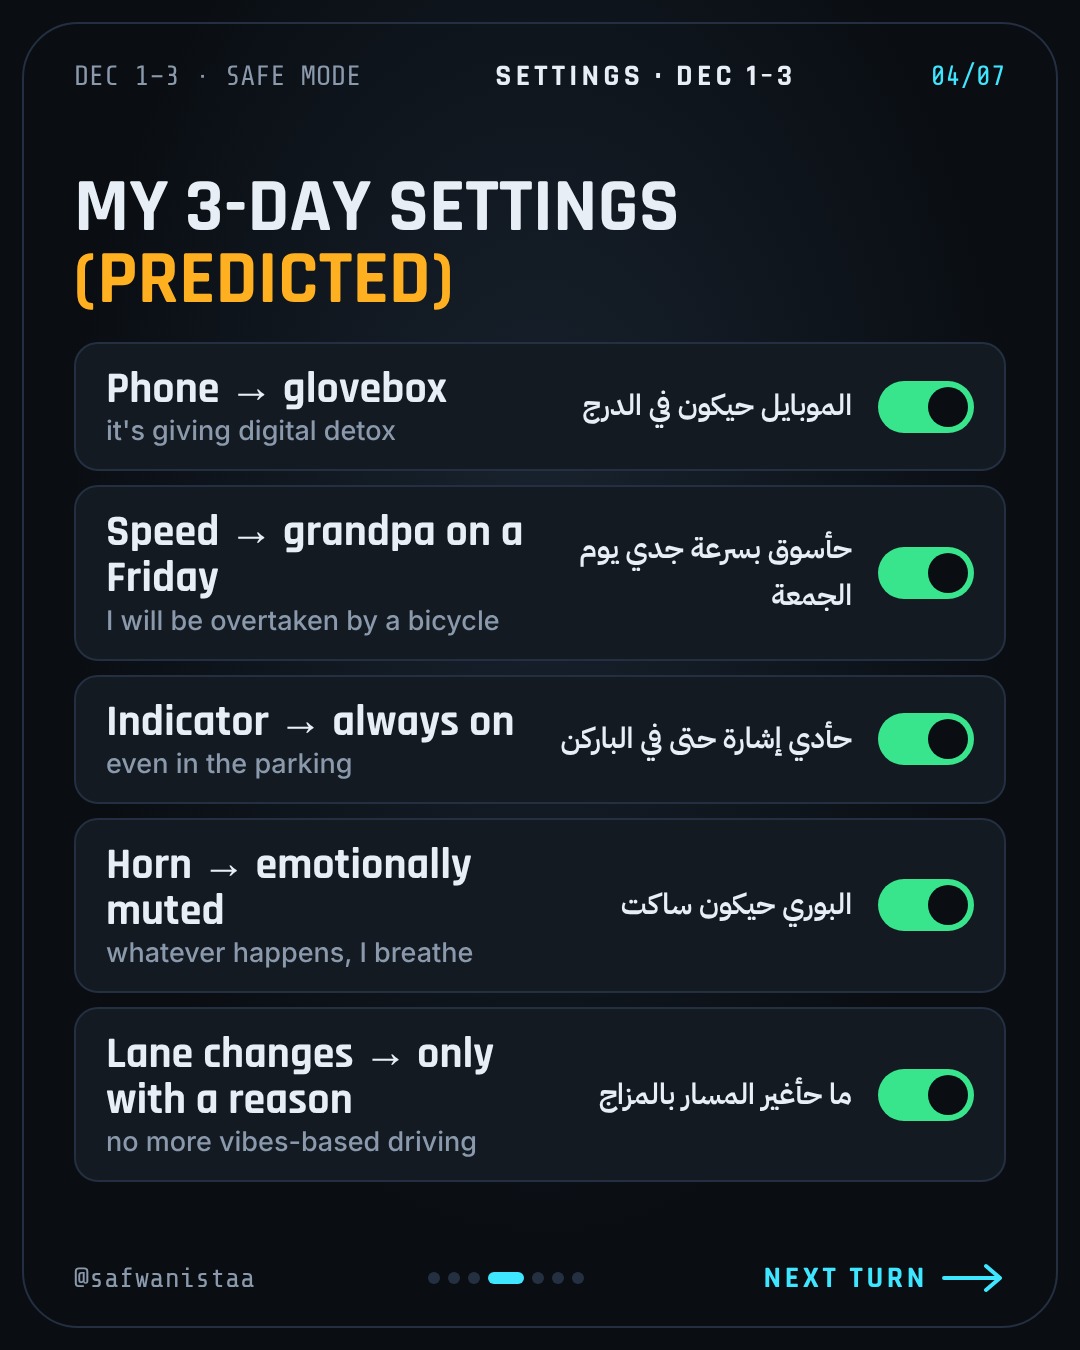 DEC 1–3 · SAFE MODE
SETTINGS · DEC 1–3
04/07
MY 3-DAY SETTINGS
(PREDICTED)
Phone → glovebox
it's giving digital detox
الموبايل حيكون في الدرج
Speed → grandpa on a
Friday
I will be overtaken by a bicycle
حأسوق بسرعة جدي يوم
الجمعة
Indicator → always on
even in the parking
حأدي إشارة حتى في الباركن
Horn → emotionally
muted
whatever happens, I breathe
البوري حيكون ساكت
Lane changes → only
with a reason
no more vibes-based driving
ما حأغير المسار بالمزاج
@safwanistaa
NEXT TURN →